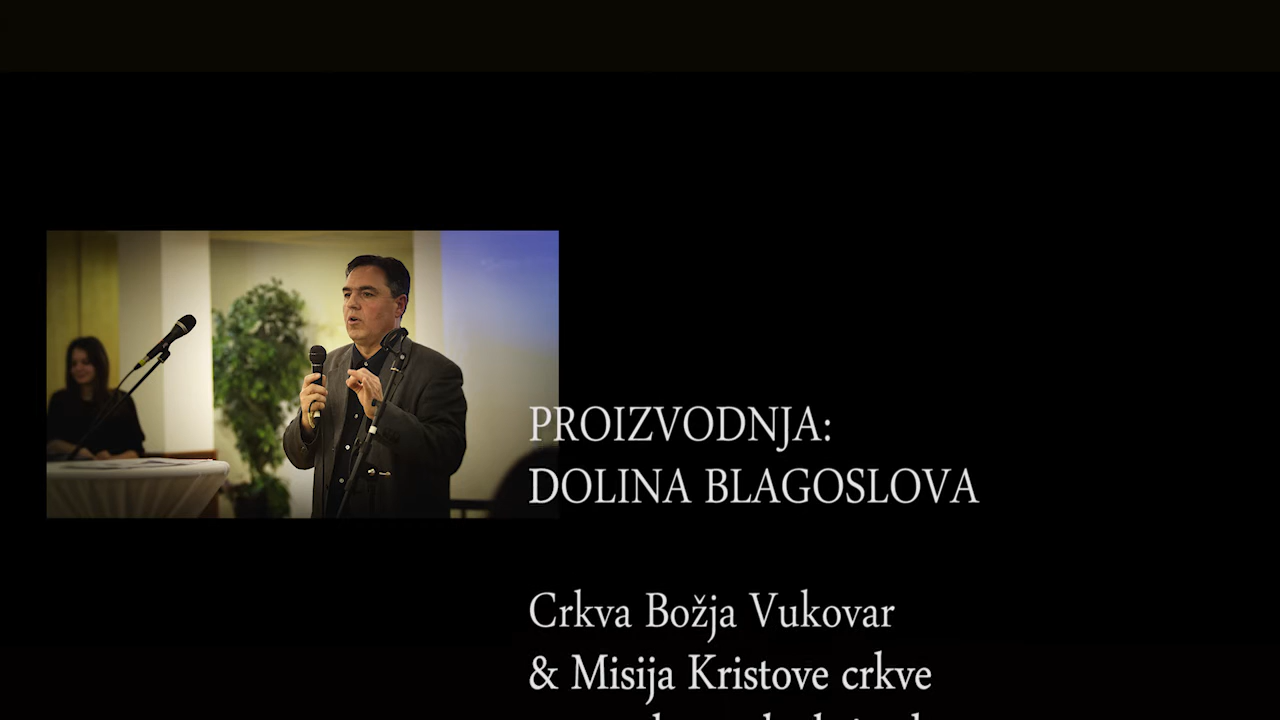 PROIZVODNJA:
DOLINA BLAGOSLOVA
Crkva Božja Vukovar
& Misija Kristove crkve